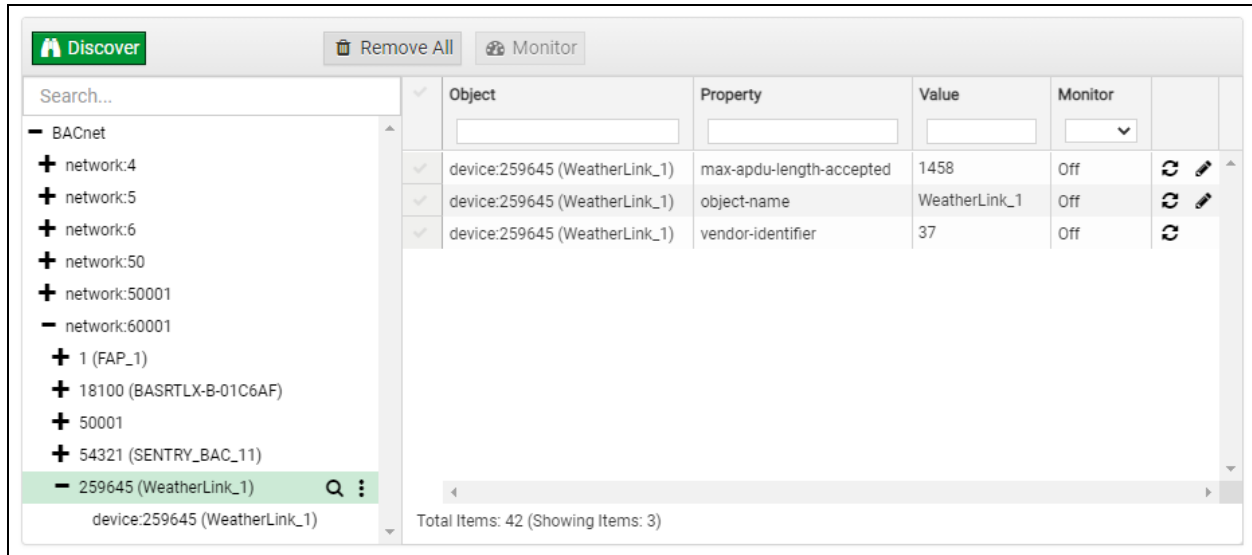 Discover Remove All Monitor
Search...
BACnet
network:4
network:5
network:6
network:50
network:50001
network:60001
1 (FAP_1)
18100 (BASRTLX-B-01C6AF)
50001
54321 (SENTRY_BAC_11)
259645 (WeatherLink_1)
device:259645 (WeatherLink_1)
Object Property Value Monitor
device:259645 (WeatherLink_1) max-apdu-length-accepted 1458 Off
device:259645 (WeatherLink_1) object-name WeatherLink_1 Off
device:259645 (WeatherLink_1) vendor-identifier 37 Off
Total Items: 42 (Showing Items: 3)